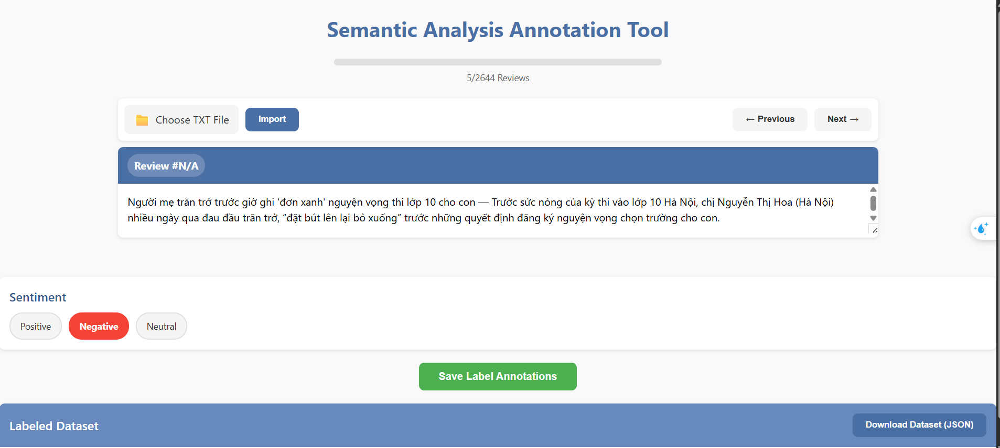 Semantic Analysis Annotation Tool
5/2644 Reviews
Choose TXT File
Import
← Previous
Next →
Review #N/A
Người mẹ trăn trở trước giờ ghi 'đơn xanh' nguyện vọng thi lớp 10 cho con — Trước sức nóng của kỳ thi vào lớp 10 Hà Nội, chị Nguyễn Thị Hoa (Hà Nội)
nhiều ngày qua đau đầu trăn trở, “đặt bút lên lại bỏ xuống” trước những quyết định đăng ký nguyện vọng chọn trường cho con.
Sentiment
Positive
Negative
Neutral
Save Label Annotations
Labeled Dataset
Download Dataset (JSON)